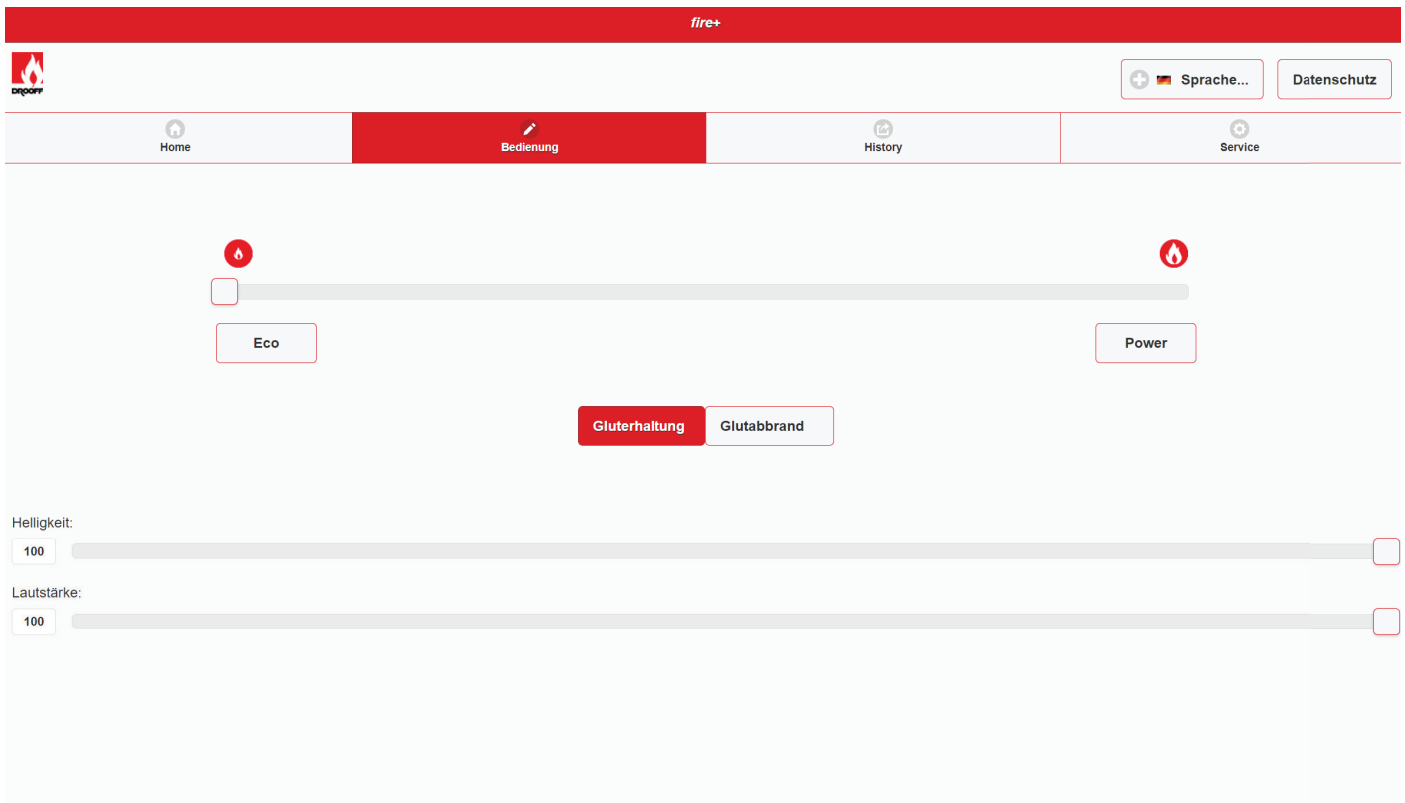 fire+
DROOFF
Sprache...
Datenschutz
Home
Bedienung
History
Service
Eco
Power
Gluterhaltung
Glutabbrand
Helligkeit:
100
Lautstärke:
100